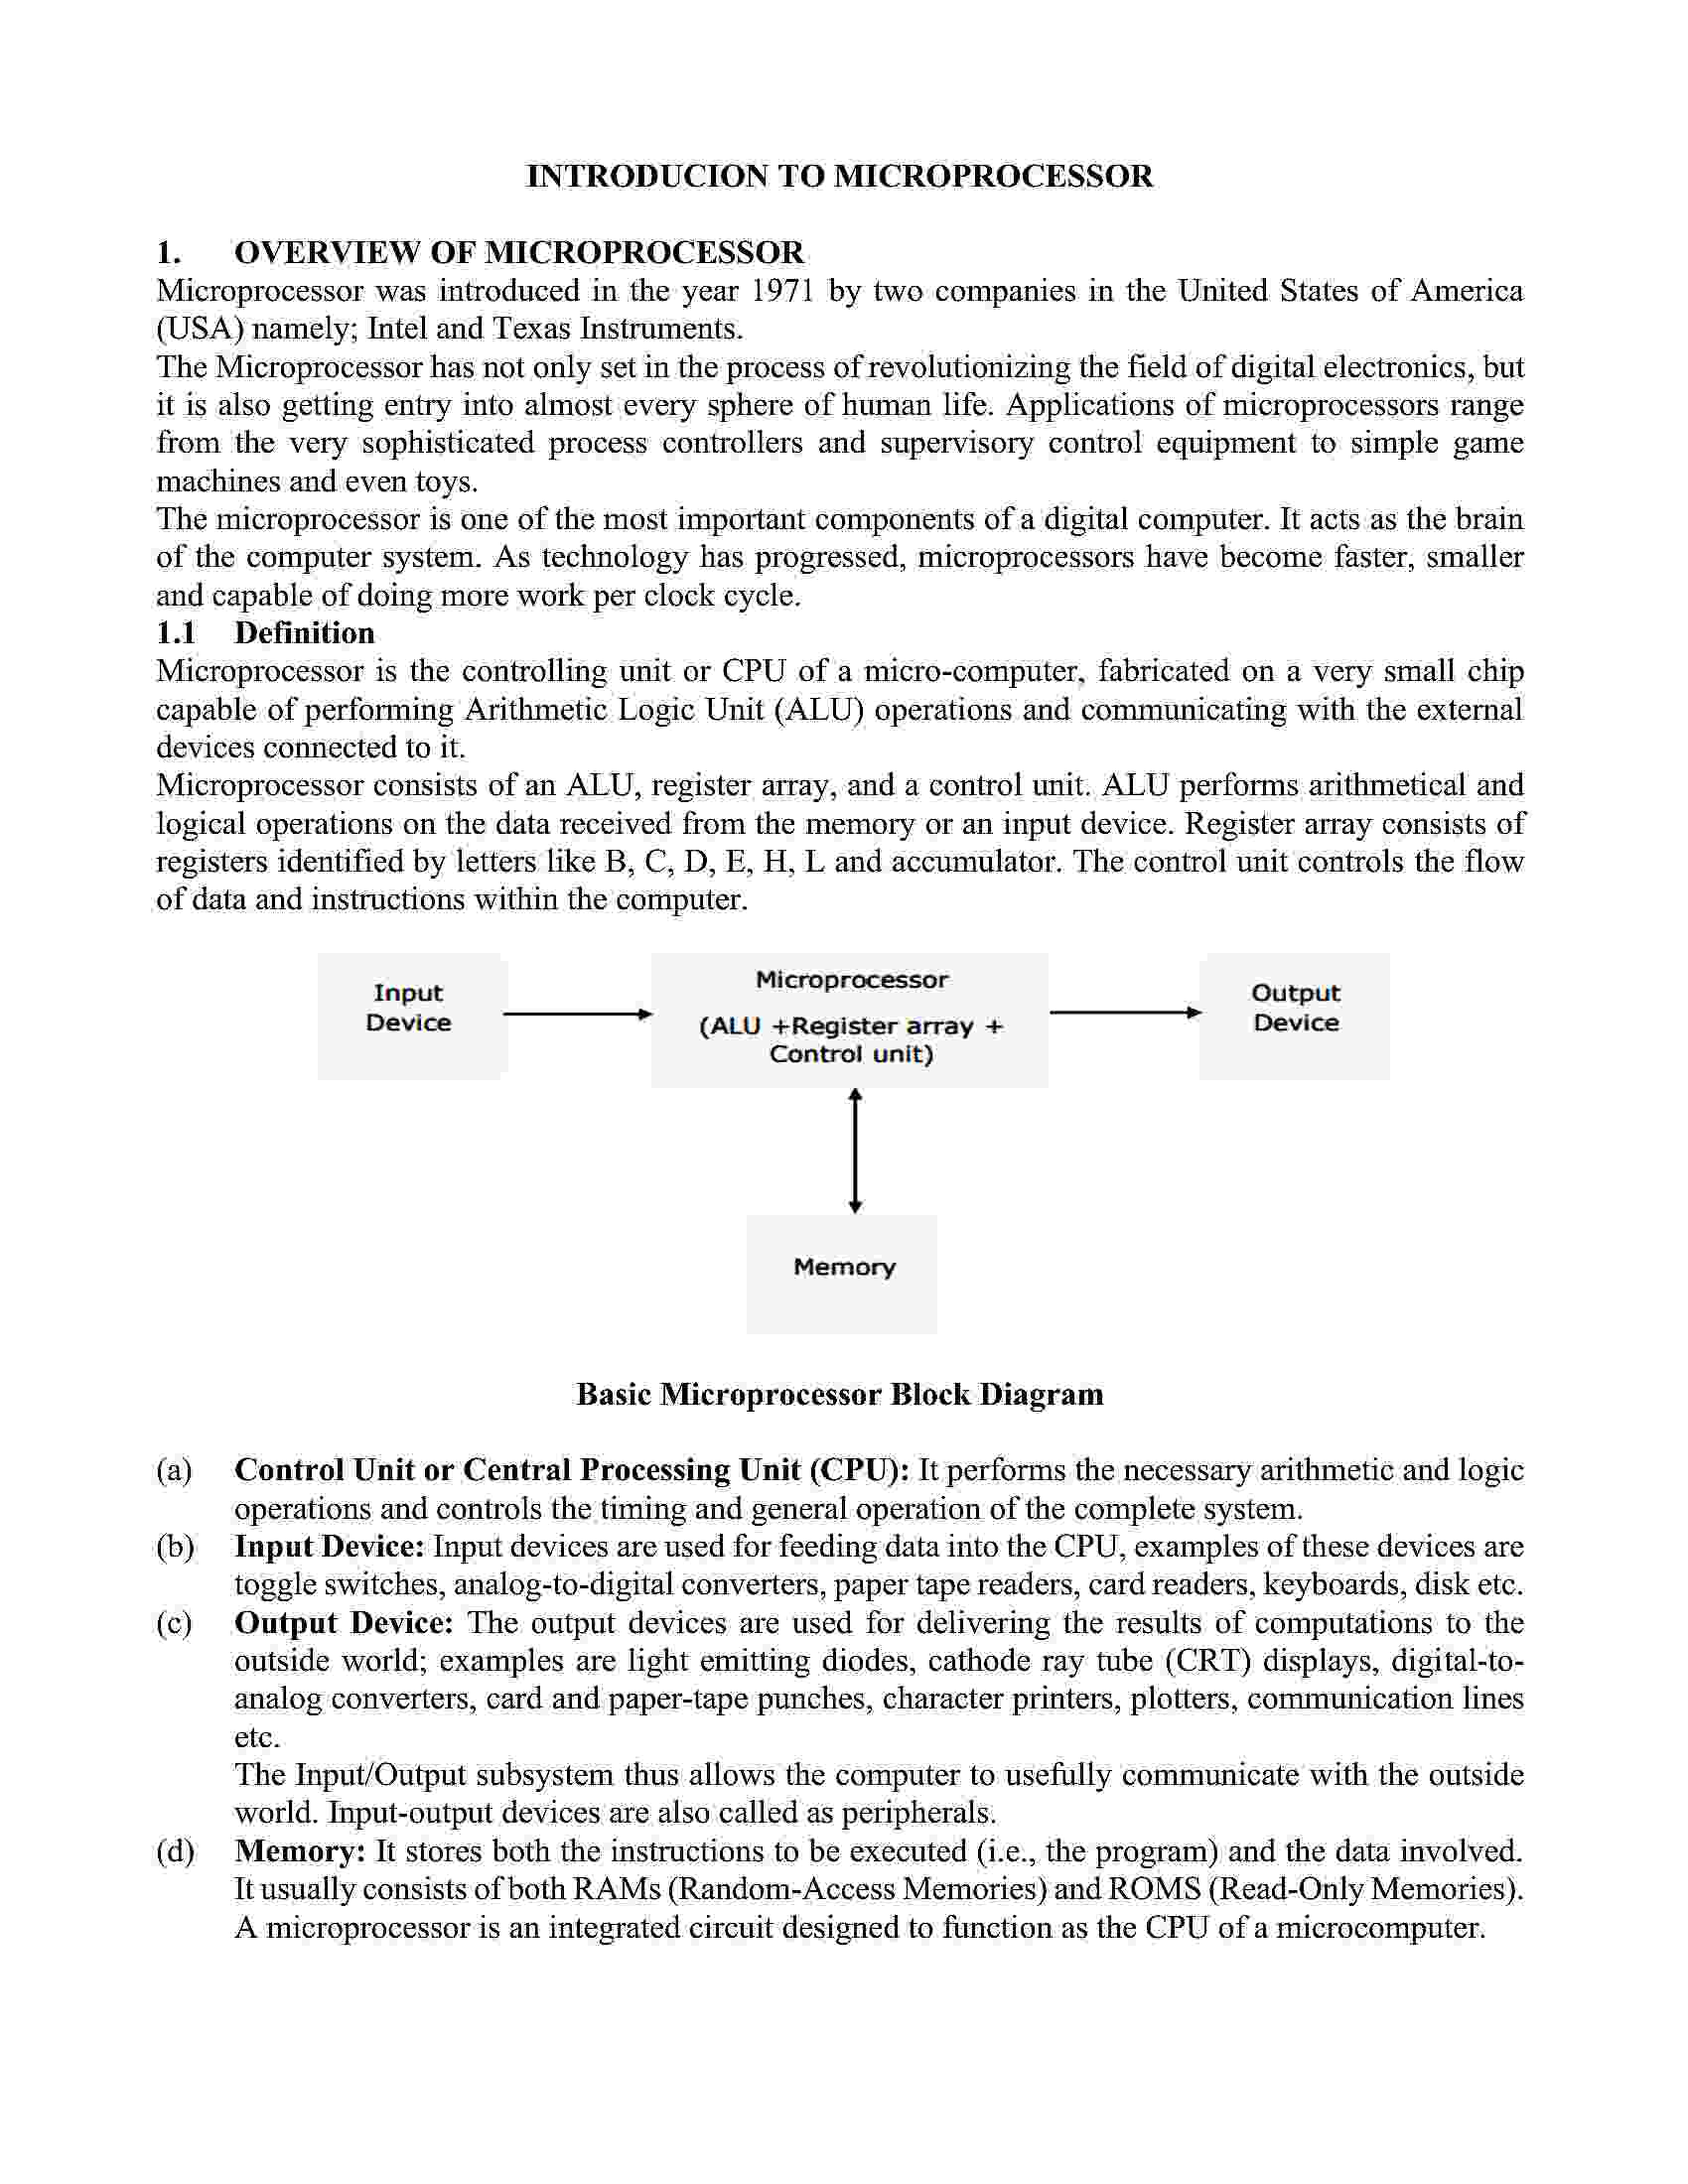 INTRODUCION TO MICROPROCESSOR
1. OVERVIEW OF MICROPROCESSOR
Microprocessor was introduced in the year 1971 by two companies in the United States of America
(USA) namely; Intel and Texas Instruments.
The Microprocessor has not only set in the process of revolutionizing the field of digital electronics, but
it is also getting entry into almost every sphere of human life. Applications of microprocessors range
from the very sophisticated process controllers and supervisory control equipment to simple game
machines and even toys.
The microprocessor is one of the most important components of a digital computer. It acts as the brain
of the computer system. As technology has progressed, microprocessors have become faster, smaller
and capable of doing more work per clock cycle.
1.1 Definition
Microprocessor is the controlling unit or CPU of a micro-computer, fabricated on a very small chip
capable of performing Arithmetic Logic Unit (ALU) operations and communicating with the external
devices connected to it.
Microprocessor consists of an ALU, register array, and a control unit. ALU performs arithmetical and
logical operations on the data received from the memory or an input device. Register array consists of
registers identified by letters like B, C, D, E, H, L and accumulator. The control unit controls the flow
of data and instructions within the computer.
Input
Device
Microprocessor
(ALU +Register array +
Control unit)
Output
Device
Memory
Basic Microprocessor Block Diagram
(a) Control Unit or Central Processing Unit (CPU): It performs the necessary arithmetic and logic
operations and controls the timing and general operation of the complete system.
(b) Input Device: Input devices are used for feeding data into the CPU, examples of these devices are
toggle switches, analog-to-digital converters, paper tape readers, card readers, keyboards, disk etc.
(c) Output Device: The output devices are used for delivering the results of computations to the
outside world; examples are light emitting diodes, cathode ray tube (CRT) displays, digital-to-
analog converters, card and paper-tape punches, character printers, plotters, communication lines
etc.
The Input/Output subsystem thus allows the computer to usefully communicate with the outside
world. Input-output devices are also called as peripherals.
(d) Memory: It stores both the instructions to be executed (i.e., the program) and the data involved.
It usually consists of both RAMs (Random-Access Memories) and ROMS (Read-Only Memories).
A microprocessor is an integrated circuit designed to function as the CPU of a microcomputer.